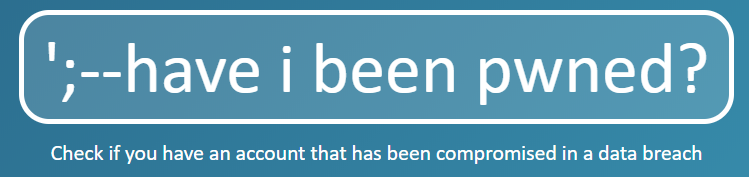 ';--have i been pwned?
Check if you have an account that has been compromised in a data breach